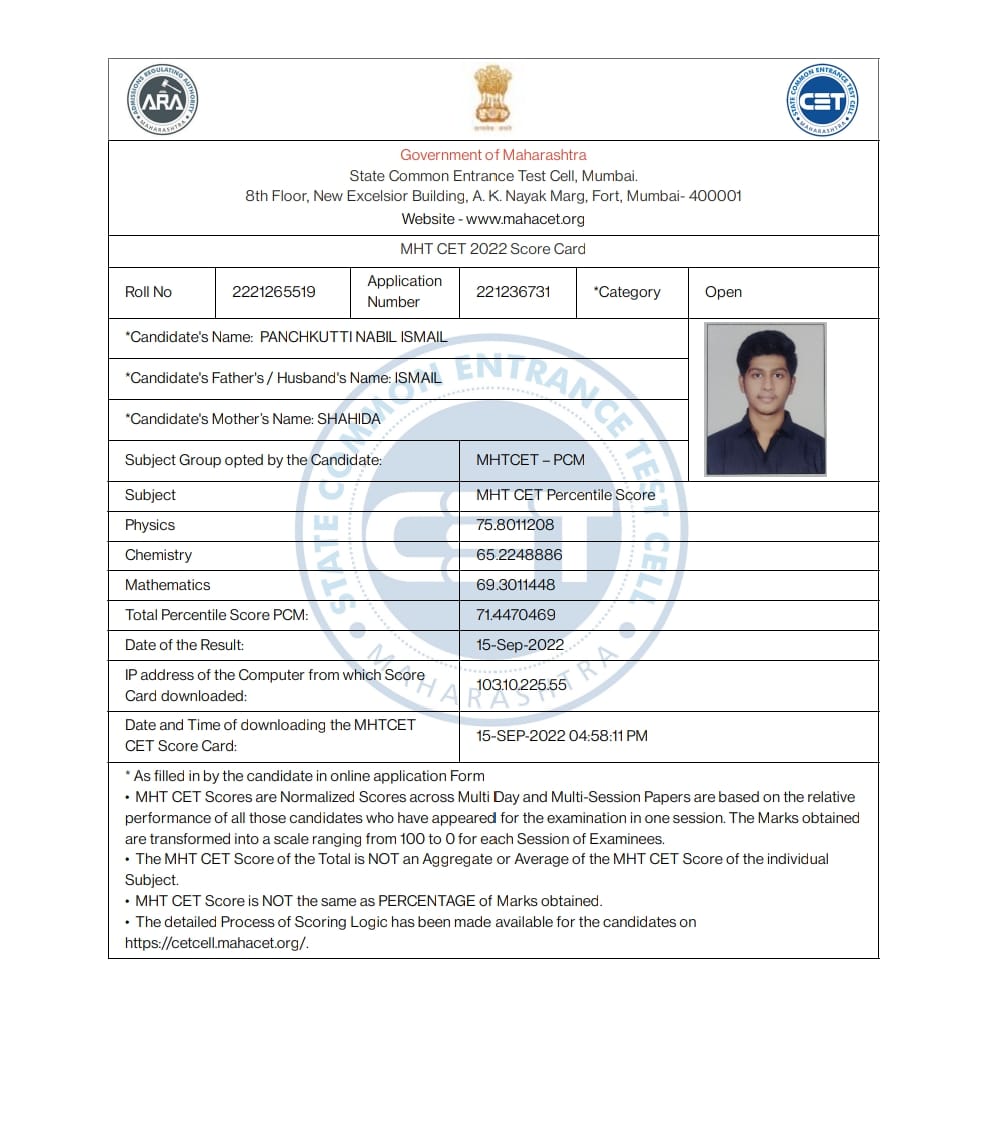 ADMISSIONS REGULATING AUTHORITY
ARA
MAHARASHTRA
STATE COMMON ENTRANCE TEST CELL
CET
MAHARASHTRA
Government of Maharashtra
State Common Entrance Test Cell, Mumbai.
8th Floor, New Excelsior Building, A. K. Nayak Marg, Fort, Mumbai- 400001
Website - www.mahacet.org
MHT CET 2022 Score Card
Roll No 2221265519 Application Number 221236731 *Category Open
*Candidate's Name: PANCHKUTTI NABIL ISMAIL
*Candidate's Father's / Husband's Name: ISMAIL
*Candidate's Mother's Name: SHAHIDA
Subject Group opted by the Candidate: MHTCET – PCM
Subject MHT CET Percentile Score
Physics 75.8011208
Chemistry 65.2248886
Mathematics 69.3011448
Total Percentile Score PCM: 71.4470469
Date of the Result: 15-Sep-2022
IP address of the Computer from which Score
Card downloaded: 103.10.225.55
Date and Time of downloading the MHTCET
CET Score Card: 15-SEP-2022 04:58:11 PM
* As filled in by the candidate in online application Form
• MHT CET Scores are Normalized Scores across Multi Day and Multi-Session Papers are based on the relative
performance of all those candidates who have appeared for the examination in one session. The Marks obtained
are transformed into a scale ranging from 100 to 0 for each Session of Examinees.
• The MHT CET Score of the Total is NOT an Aggregate or Average of the MHT CET Score of the individual
Subject.
• MHT CET Score is NOT the same as PERCENTAGE of Marks obtained.
• The detailed Process of Scoring Logic has been made available for the candidates on
https://cetcell.mahacet.org/.
STATE COMMON ENTRANCE TEST CELL
CET
MAHARASHTRA